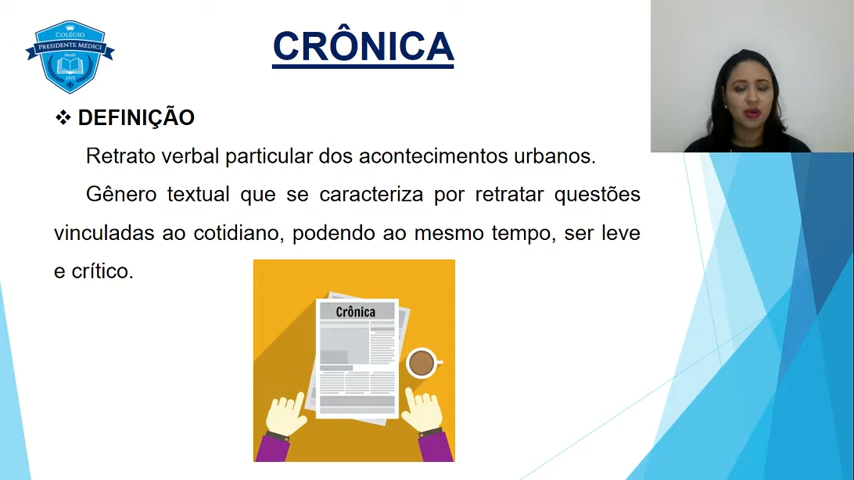 COLÉGIO
PRESIDENTE MÉDICI
CRÔNICA
DEFINIÇÃO
Retrato verbal particular dos acontecimentos urbanos.
Gênero textual que se caracteriza por retratar questões
vinculadas ao cotidiano, podendo ao mesmo tempo, ser leve
e crítico.
Crônica